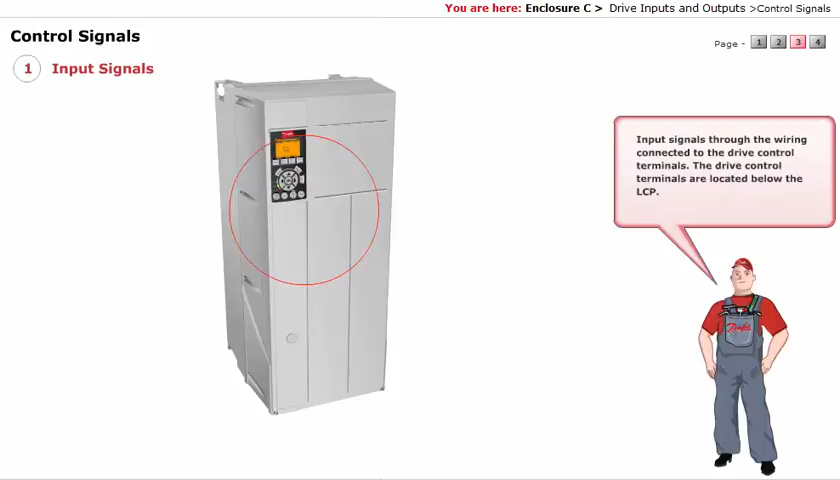 You are here: Enclosure C > Drive Inputs and Outputs >Control Signals
Control Signals
Page - 1 2 3 4
1 Input Signals
Input signals through the wiring
connected to the drive control
terminals. The drive control
terminals are located below the
LCP.
Danfoss